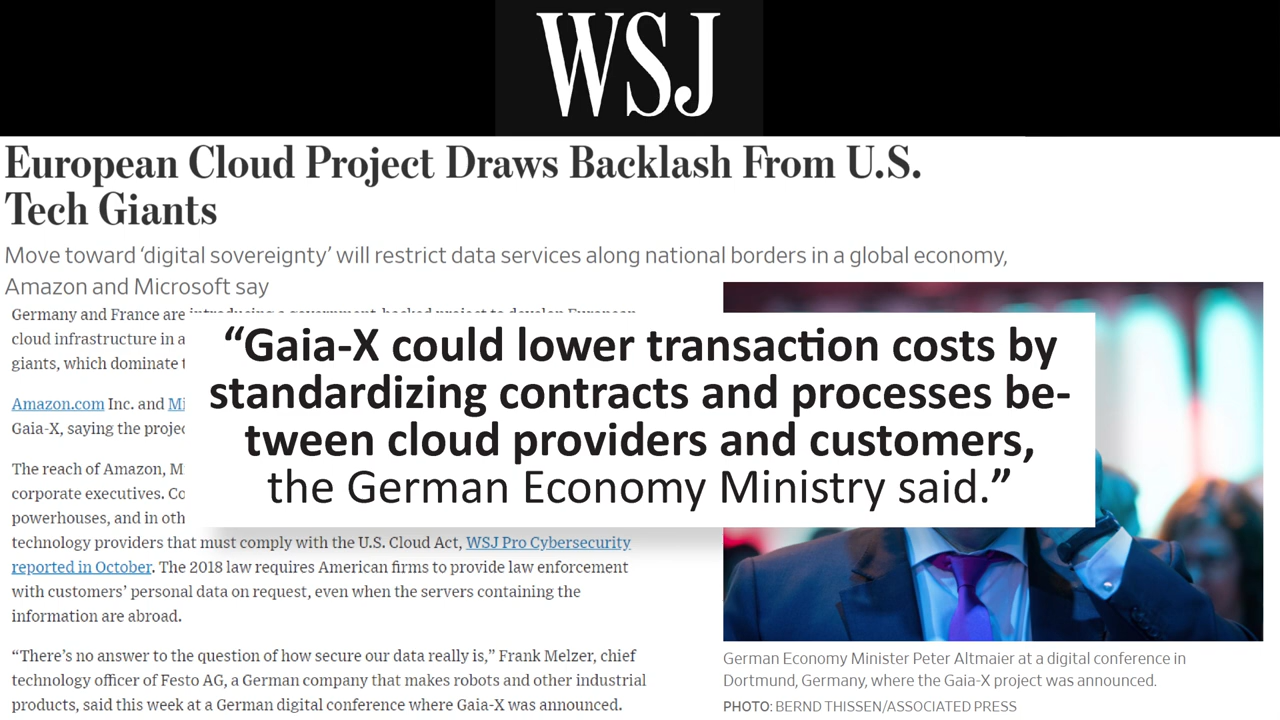 WSJ
European Cloud Project Draws Backlash From U.S.
Tech Giants
Move toward ‘digital sovereignty’ will restrict data services along national borders in a global economy,
Amazon and Microsoft say
Germany and France are introducing a government-backed project to develop European
cloud infrastructure in a
giants, which dominate
Amazon.com Inc. and
Gaia-X, saying the
The reach of Amazon,
corporate executives.
powerhouses, and in
technology providers that must comply with the U.S. Cloud Act, WSJ Pro Cybersecurity
reported in October. The 2018 law requires American firms to provide law enforcement
with customers’ personal data on request, even when the servers containing the
information are abroad.
“There’s no answer to the question of how secure our data really is,” Frank Melzer, chief
technology officer of Festo AG, a German company that makes robots and other industrial
products, said this week at a German digital conference where Gaia-X was announced.
“Gaia-X could lower transaction costs by
standardizing contracts and processes be-
tween cloud providers and customers,
the German Economy Ministry said.”
German Economy Minister Peter Altmaier at a digital conference in
Dortmund, Germany, where the Gaia-X project was announced.
PHOTO: BERND THISSEN/ASSOCIATED PRESS